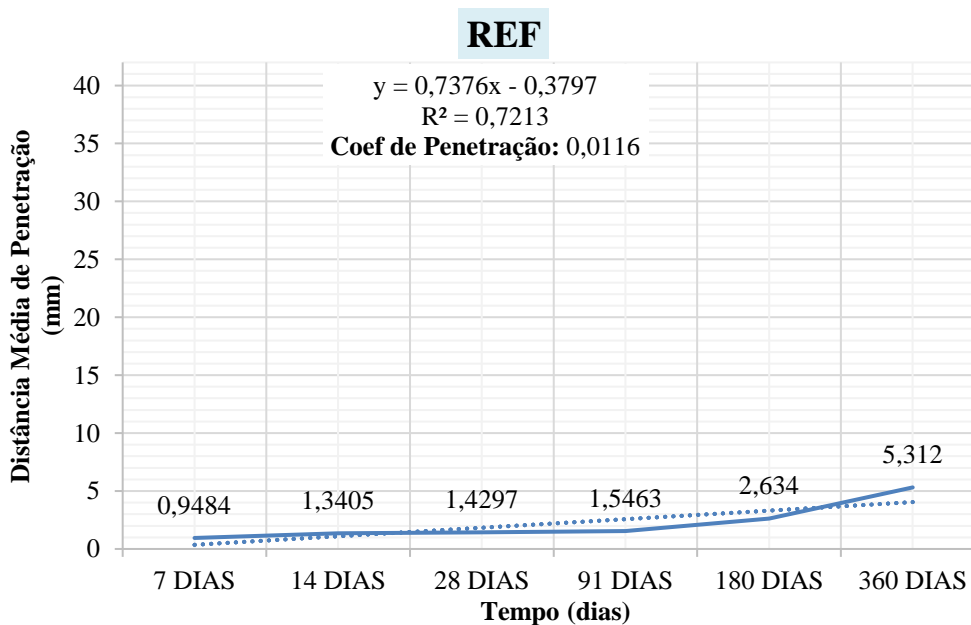 REF
y = 0,7376x - 0,3797
R² = 0,7213
Coef de Penetração: 0,0116
Distância Média de Penetração
(mm)
40
35
30
25
20
15
10
5
0
0,9484
1,3405
1,4297
1,5463
2,634
5,312
7 DIAS
14 DIAS
28 DIAS
91 DIAS
180 DIAS
360 DIAS
Tempo (dias)